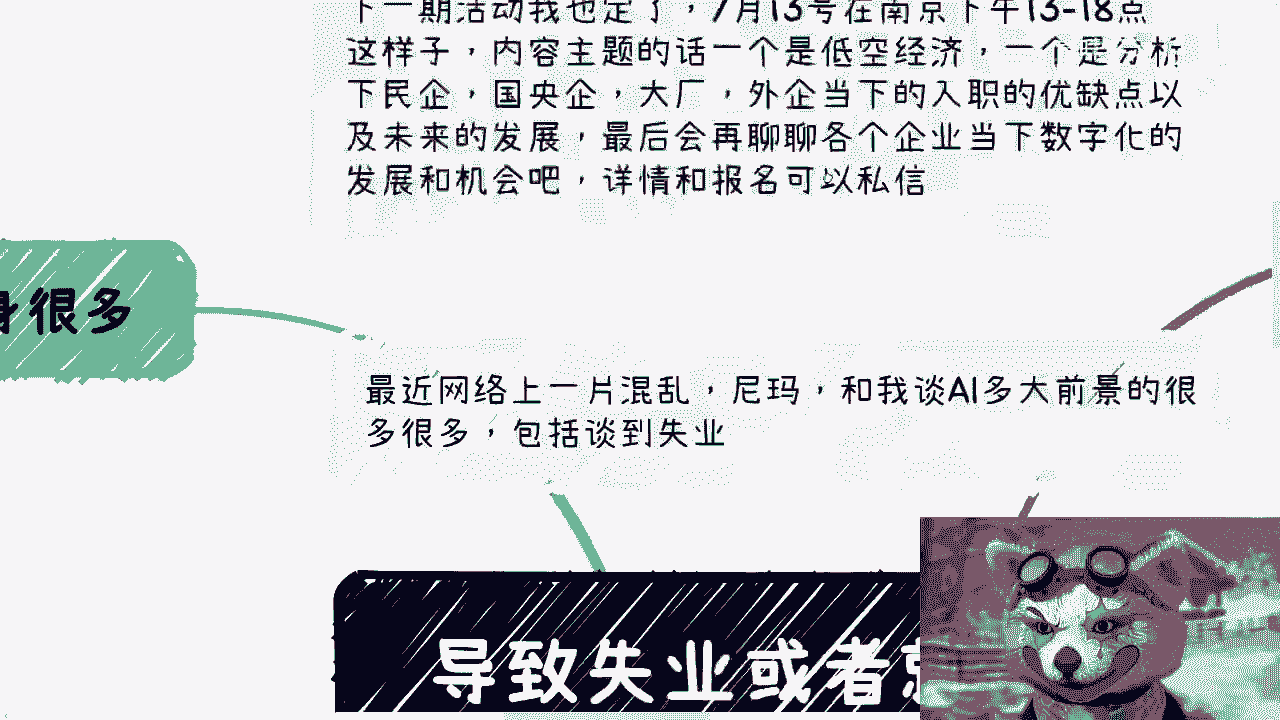 下一期活动我也定了，7月13号在南京下午13-18点
这样子，内容主题的话一个是低空经济，一个是分析
下民企，国央企，大厂，外企当下的入职的优缺点以
及未来的发展，最后会再聊聊各个企业当下数字化的
发展和机会吧，详情和报名可以私信
身很多
最近网络上一片混乱，尼玛，和我谈AI多大前景的很
多很多，包括谈到失业
导致失业或者